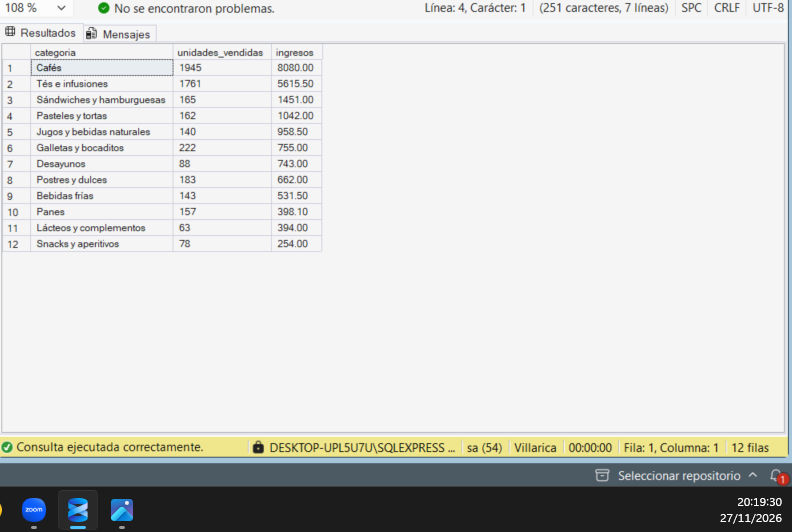 108 % No se encontraron problemas. Línea: 4, Carácter: 1 (251 caracteres, 7 líneas) SPC CRLF UTF-8
Resultados Mensajes
categoria unidades_vendidas ingresos
1 Cafés 1945 8080.00
2 Tés e infusiones 1761 5615.50
3 Sándwiches y hamburguesas 165 1451.00
4 Pasteles y tortas 162 1042.00
5 Jugos y bebidas naturales 140 958.50
6 Galletas y bocaditos 222 755.00
7 Desayunos 88 743.00
8 Postres y dulces 183 662.00
9 Bebidas frías 143 531.50
10 Panes 157 398.10
11 Lácteos y complementos 63 394.00
12 Snacks y aperitivos 78 254.00
Consulta ejecutada correctamente. DESKTOP-UPL5U7U\SQLEXPRESS ... sa (54) Villarica 00:00:00 Fila: 1, Columna: 1 12 filas
Seleccionar repositorio 1
zoom
20:19:30
27/11/2026